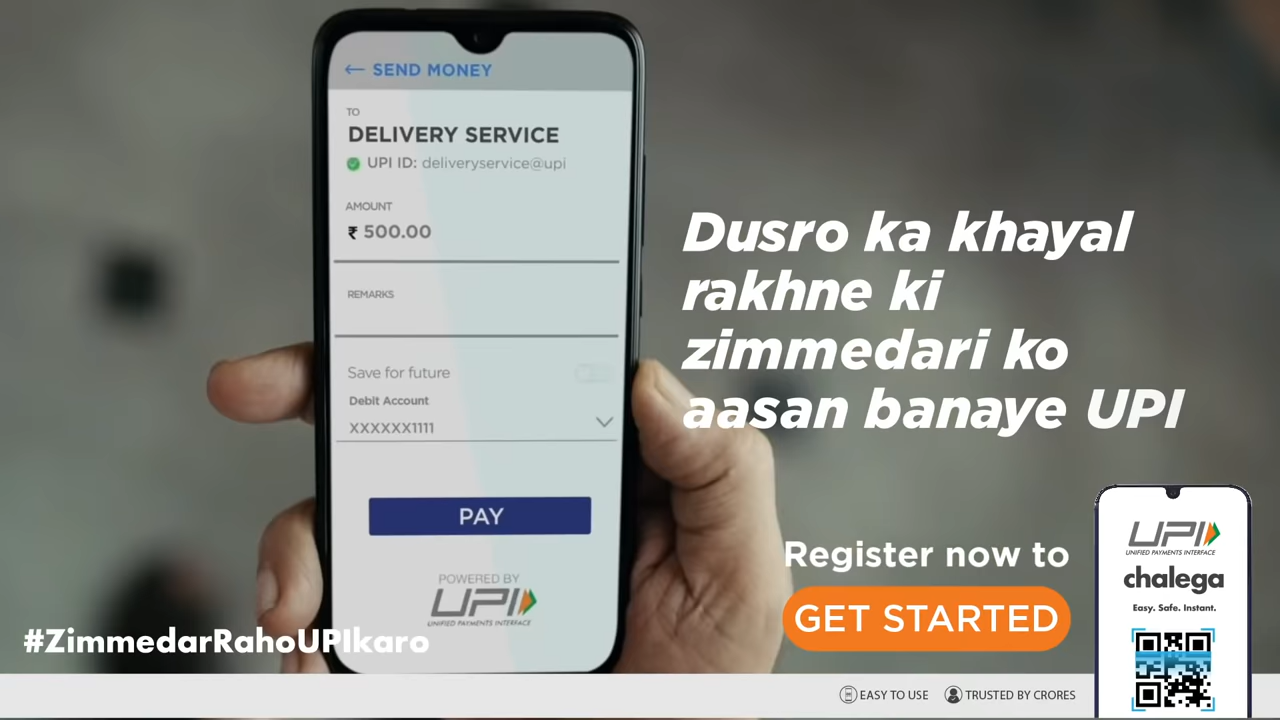 ← SEND MONEY
TO
DELIVERY SERVICE
UPI ID: deliveryservice@upi
AMOUNT
₹ 500.00
REMARKS
Save for future
Debit Account
XXXXXX1111
PAY
POWERED BY
UPI
UNIFIED PAYMENTS INTERFACE
#ZimmedarRahoUPIkaro
Dusro ka khayal
rakhne ki
zimmedari ko
aasan banaye UPI
Register now to
GET STARTED
UPI
UNIFIED PAYMENTS INTERFACE
chalega
Easy. Safe. Instant.
EASY TO USE
TRUSTED BY CRORES